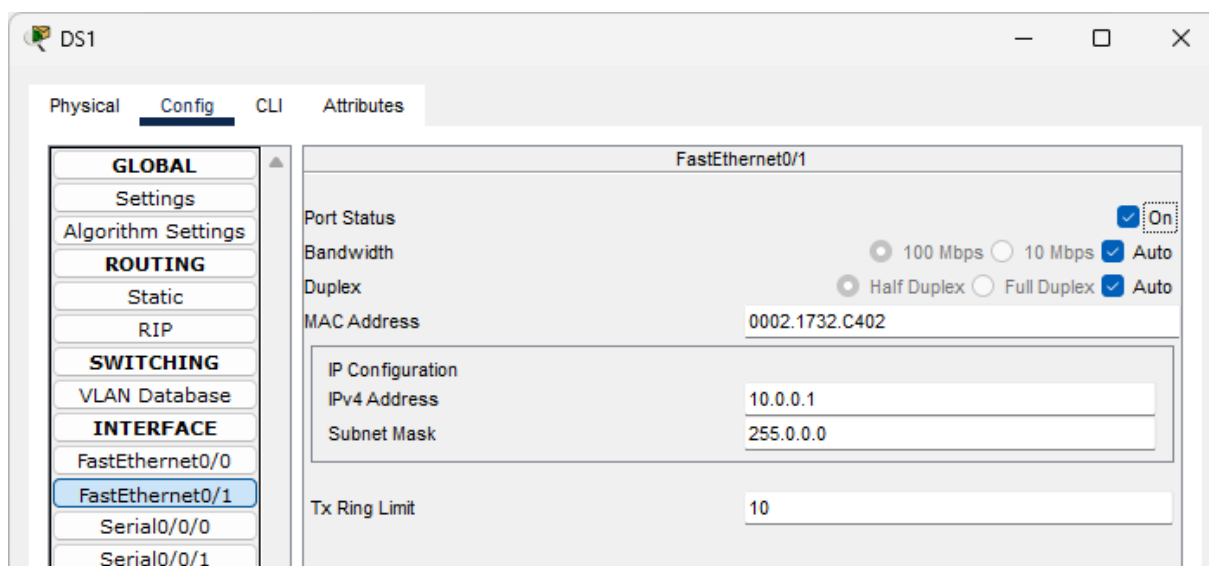 DS1
Physical Config CLI Attributes
GLOBAL
Settings
Algorithm Settings
ROUTING
Static
RIP
SWITCHING
VLAN Database
INTERFACE
FastEthernet0/0
FastEthernet0/1
Serial0/0/0
Serial0/0/1
FastEthernet0/1
Port Status On
Bandwidth 100 Mbps 10 Mbps Auto
Duplex Half Duplex Full Duplex Auto
MAC Address 0002.1732.C402
IP Configuration
IPv4 Address 10.0.0.1
Subnet Mask 255.0.0.0
Tx Ring Limit 10